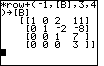 *row+(-1,[B],3,4
)→[B]
[[1 0 2 11]
[0 1 -2 -8]
[0 0 1 7 ]
[0 0 0 3 ]]